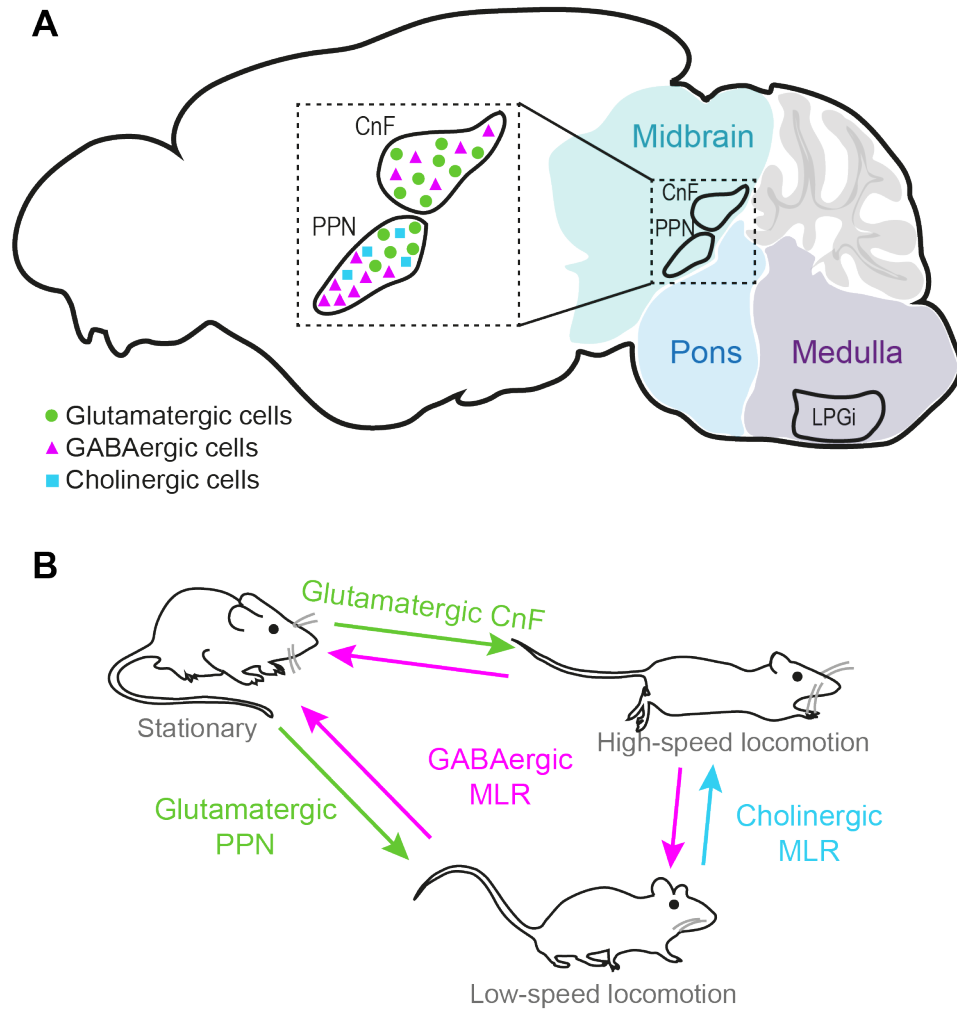 A
CnF
PPN
Midbrain
CnF
PPN
Pons
Medulla
LPGi
Glutamatergic cells
GABAergic cells
Cholinergic cells
B
Glutamatergic CnF
Stationary
High-speed locomotion
GABAergic
MLR
Glutamatergic
PPN
Cholinergic
MLR
Low-speed locomotion